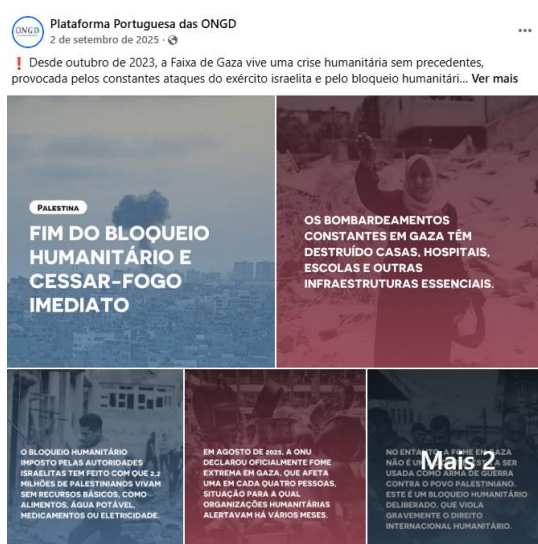 ONGD
Plataforma Portuguesa das ONGD
2 de setembro de 2025 ·
❗ Desde outubro de 2023, a Faixa de Gaza vive uma crise humanitária sem precedentes,
provocada pelos constantes ataques do exército israelita e pelo bloqueio humanitári... Ver mais
PALESTINA
FIM DO BLOQUEIO
HUMANITÁRIO E
CESSAR-FOGO
IMEDIATO
OS BOMBARDEAMENTOS
CONSTANTES EM GAZA TÊM
DESTRUÍDO CASAS, HOSPITAIS,
ESCOLAS E OUTRAS
INFRAESTRUTURAS ESSENCIAIS.
O BLOQUEIO HUMANITÁRIO
IMPOSTO PELAS AUTORIDADES
ISRAELITAS TEM FEITO COM QUE 2,2
MILHÕES DE PALESTINIANOS VIVAM
SEM RECURSOS BÁSICOS, COMO
ALIMENTOS, ÁGUA POTÁVEL,
MEDICAMENTOS OU ELETRICIDADE.
EM AGOSTO DE 2025, A ONU
DECLAROU OFICIALMENTE FOME
EXTREMA EM GAZA, QUE AFETA
UMA EM CADA QUATRO PESSOAS,
SITUAÇÃO PARA A QUAL
ORGANIZAÇÕES HUMANITÁRIAS
ALERTAVAM HÁ VÁRIOS MESES.
NO ENTANTO, A FOME EM GAZA
NÃO É UM A SER
Mais 2
USADA COMO ARMA DE GUERRA
CONTRA O POVO PALESTINIANO.
ESTE É UM BLOQUEIO HUMANITÁRIO
DELIBERADO, QUE VIOLA
GRAVEMENTE O DIREITO
INTERNACIONAL HUMANITÁRIO.